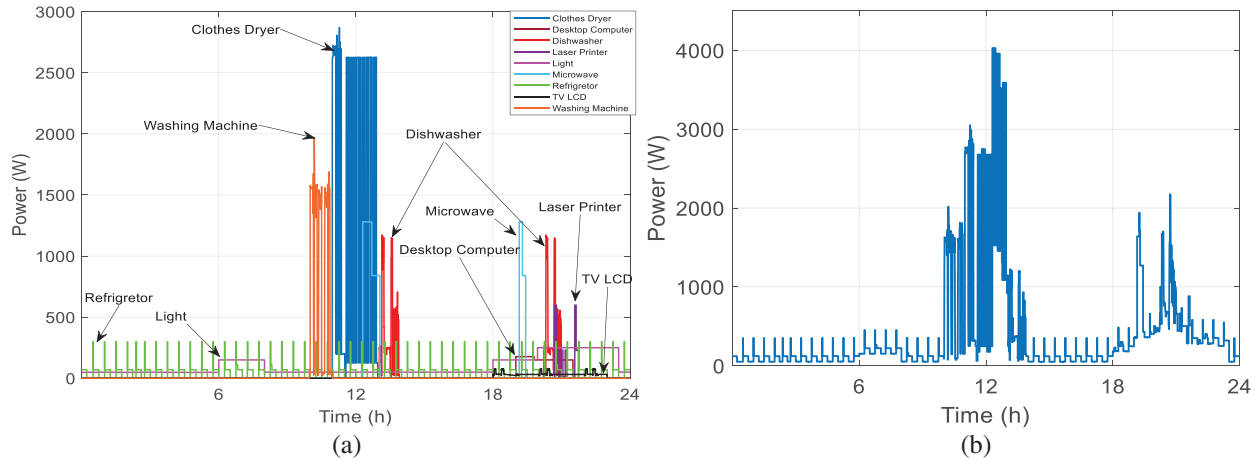 Clothes Dryer
Desktop Computer
Dishwasher
Laser Printer
Light
Microwave
Refrigretor
TV LCD
Washing Machine
Clothes Dryer
Washing Machine
Dishwasher
Microwave
Laser Printer
Desktop Computer
TV LCD
Refrigretor
Light
3000
2500
2000
1500
1000
500
0
Power (W)
6
12
18
24
Time (h)
(a)
4000
3000
2000
1000
0
Power (W)
6
12
18
24
Time (h)
(b)